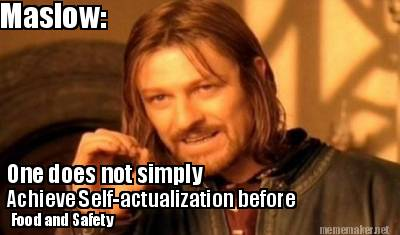 Maslow:
One does not simply
Achieve Self-actualization before
Food and Safety
mememaker.net